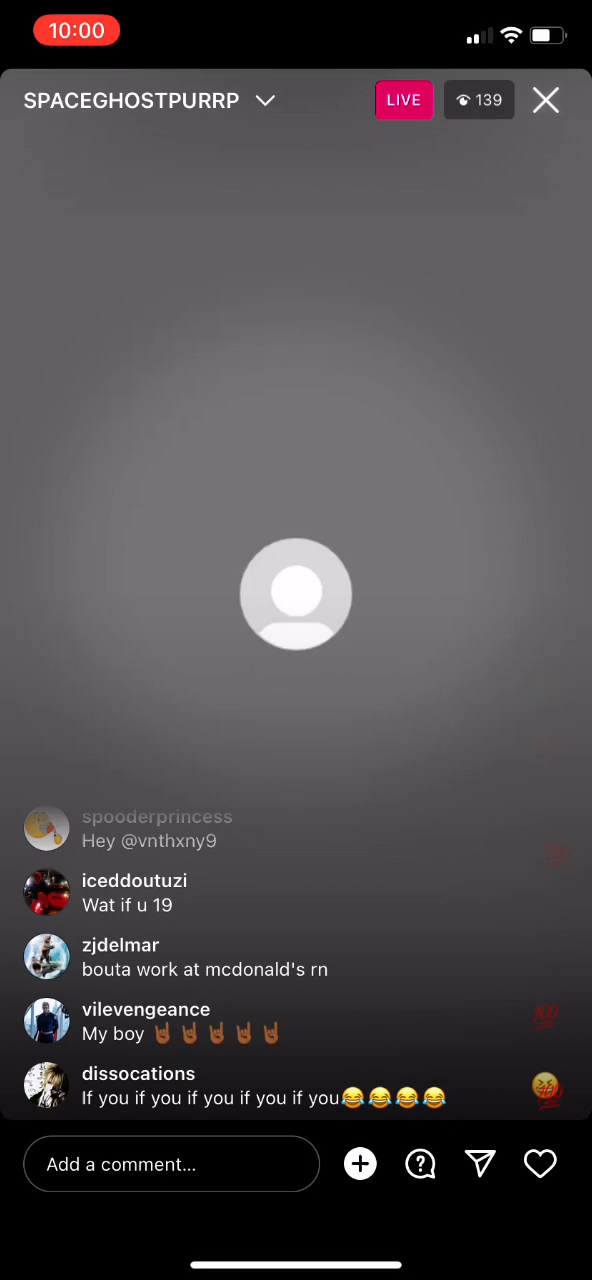 10:00
SPACEGHOSTPURRP
LIVE
139
spooderprincess
Hey @vnthxny9
iceddoutuzi
Wat if u 19
zjdelmar
bouta work at mcdonald's rn
vilevengeance
My boy 🤘🏾🤘🏾🤘🏾🤘🏾🤘🏾
dissocations
If you if you if you if you if you😂😂😂😂
Add a comment...